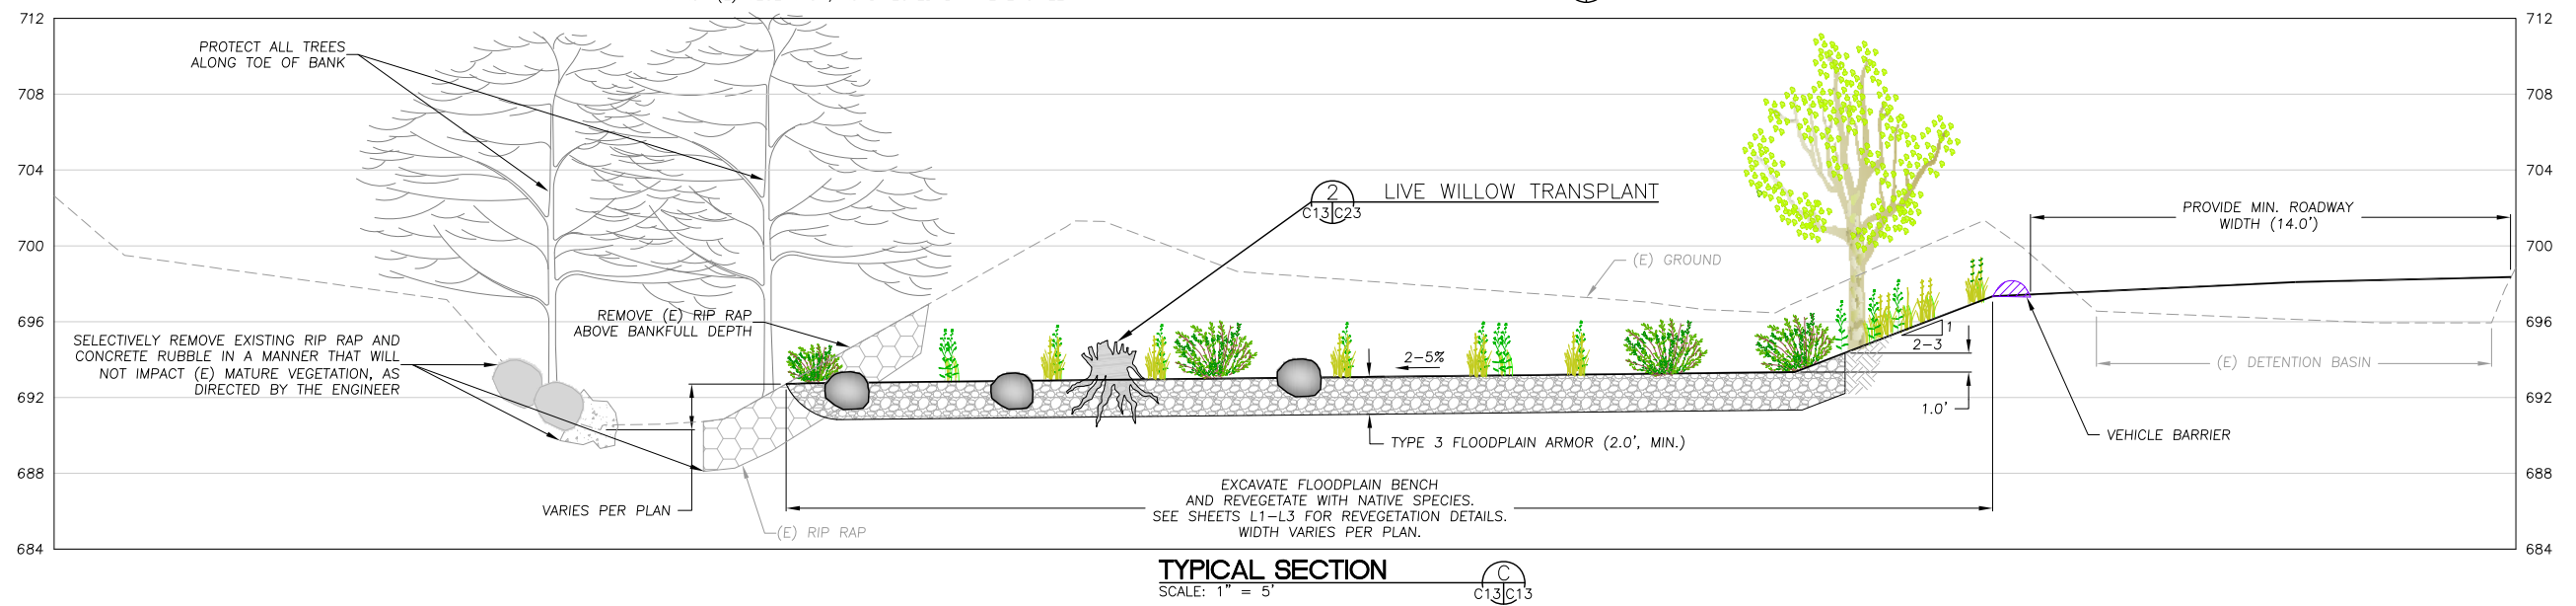 712
712
PROTECT ALL TREES
ALONG TOE OF BANK
708
708
704
704
2
LIVE WILLOW TRANSPLANT
C13 C23
PROVIDE MIN. ROADWAY
WIDTH (14.0')
700
700
(E) GROUND
REMOVE (E) RIP RAP
ABOVE BANKFULL DEPTH
696
696
SELECTIVELY REMOVE EXISTING RIP RAP AND
CONCRETE RUBBLE IN A MANNER THAT WILL
NOT IMPACT (E) MATURE VEGETATION, AS
DIRECTED BY THE ENGINEER
2-5%
1
2-3
(E) DETENTION BASIN
692
692
1.0'
TYPE 3 FLOODPLAIN ARMOR (2.0', MIN.)
VEHICLE BARRIER
688
688
EXCAVATE FLOODPLAIN BENCH
AND REVEGETATE WITH NATIVE SPECIES.
SEE SHEETS L1-L3 FOR REVEGETATION DETAILS.
WIDTH VARIES PER PLAN.
VARIES PER PLAN
(E) RIP RAP
684
684
TYPICAL SECTION
SCALE: 1" = 5'
C
C13 C13